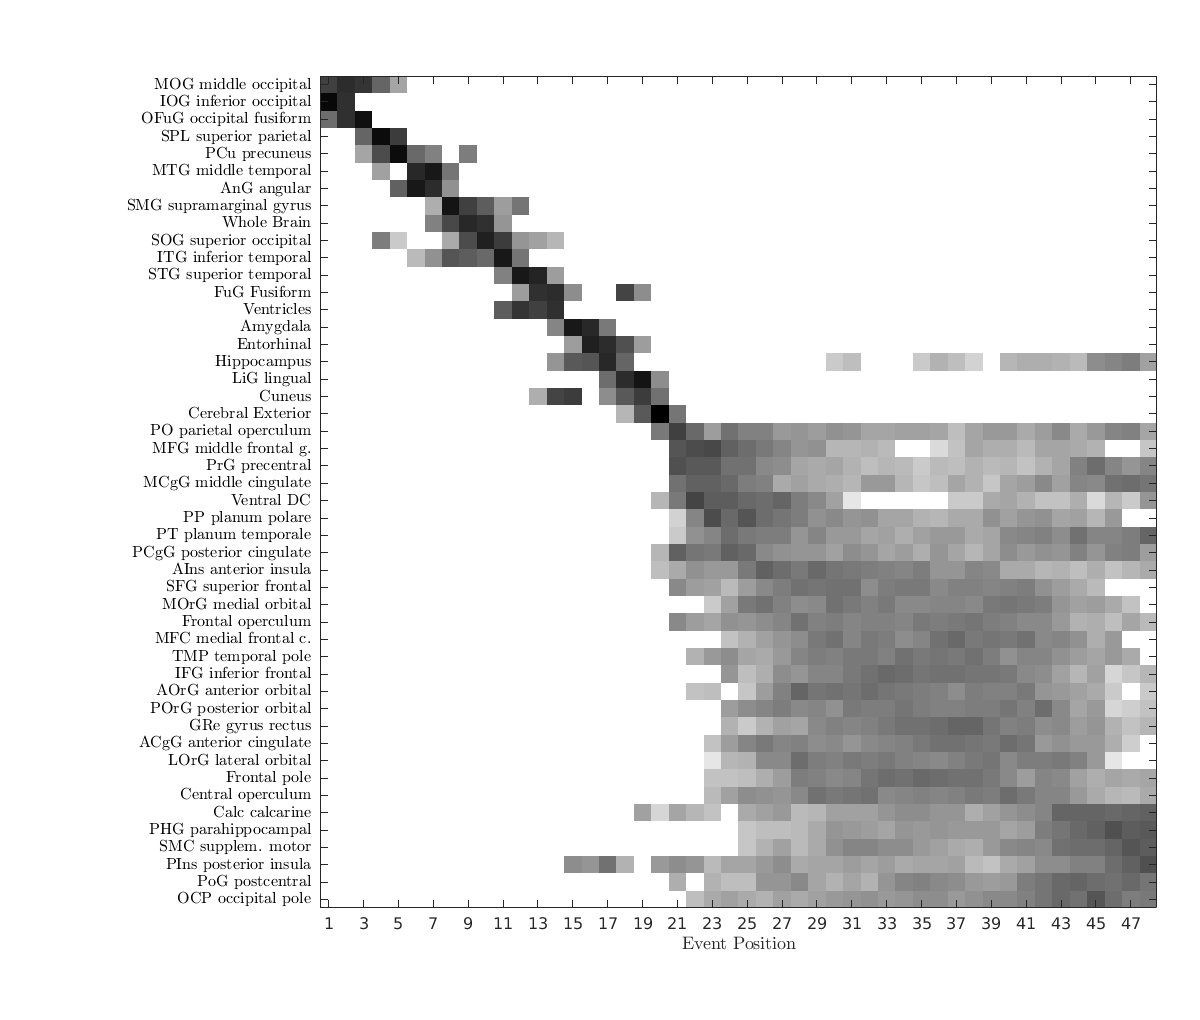 MOG middle occipital
IOG inferior occipital
OFuG occipital fusiform
SPL superior parietal
PCu precuneus
MTG middle temporal
AnG angular
SMG supramarginal gyrus
Whole Brain
SOG superior occipital
ITG inferior temporal
STG superior temporal
FuG Fusiform
Ventricles
Amygdala
Entorhinal
Hippocampus
LiG lingual
Cuneus
Cerebral Exterior
PO parietal operculum
MFG middle frontal g.
PrG precentral
MCgG middle cingulate
Ventral DC
PP planum polare
PT planum temporale
PCgG posterior cingulate
AIns anterior insula
SFG superior frontal
MOrG medial orbital
Frontal operculum
MFC medial frontal c.
TMP temporal pole
IFG inferior frontal
AOrG anterior orbital
POrG posterior orbital
GRe gyrus rectus
ACgG anterior cingulate
LOrG lateral orbital
Frontal pole
Central operculum
Calc calcarine
PHG parahippocampal
SMC supplem. motor
PIns posterior insula
PoG postcentral
OCP occipital pole
1 3 5 7 9 11 13 15 17 19 21 23 25 27 29 31 33 35 37 39 41 43 45 47
Event Position